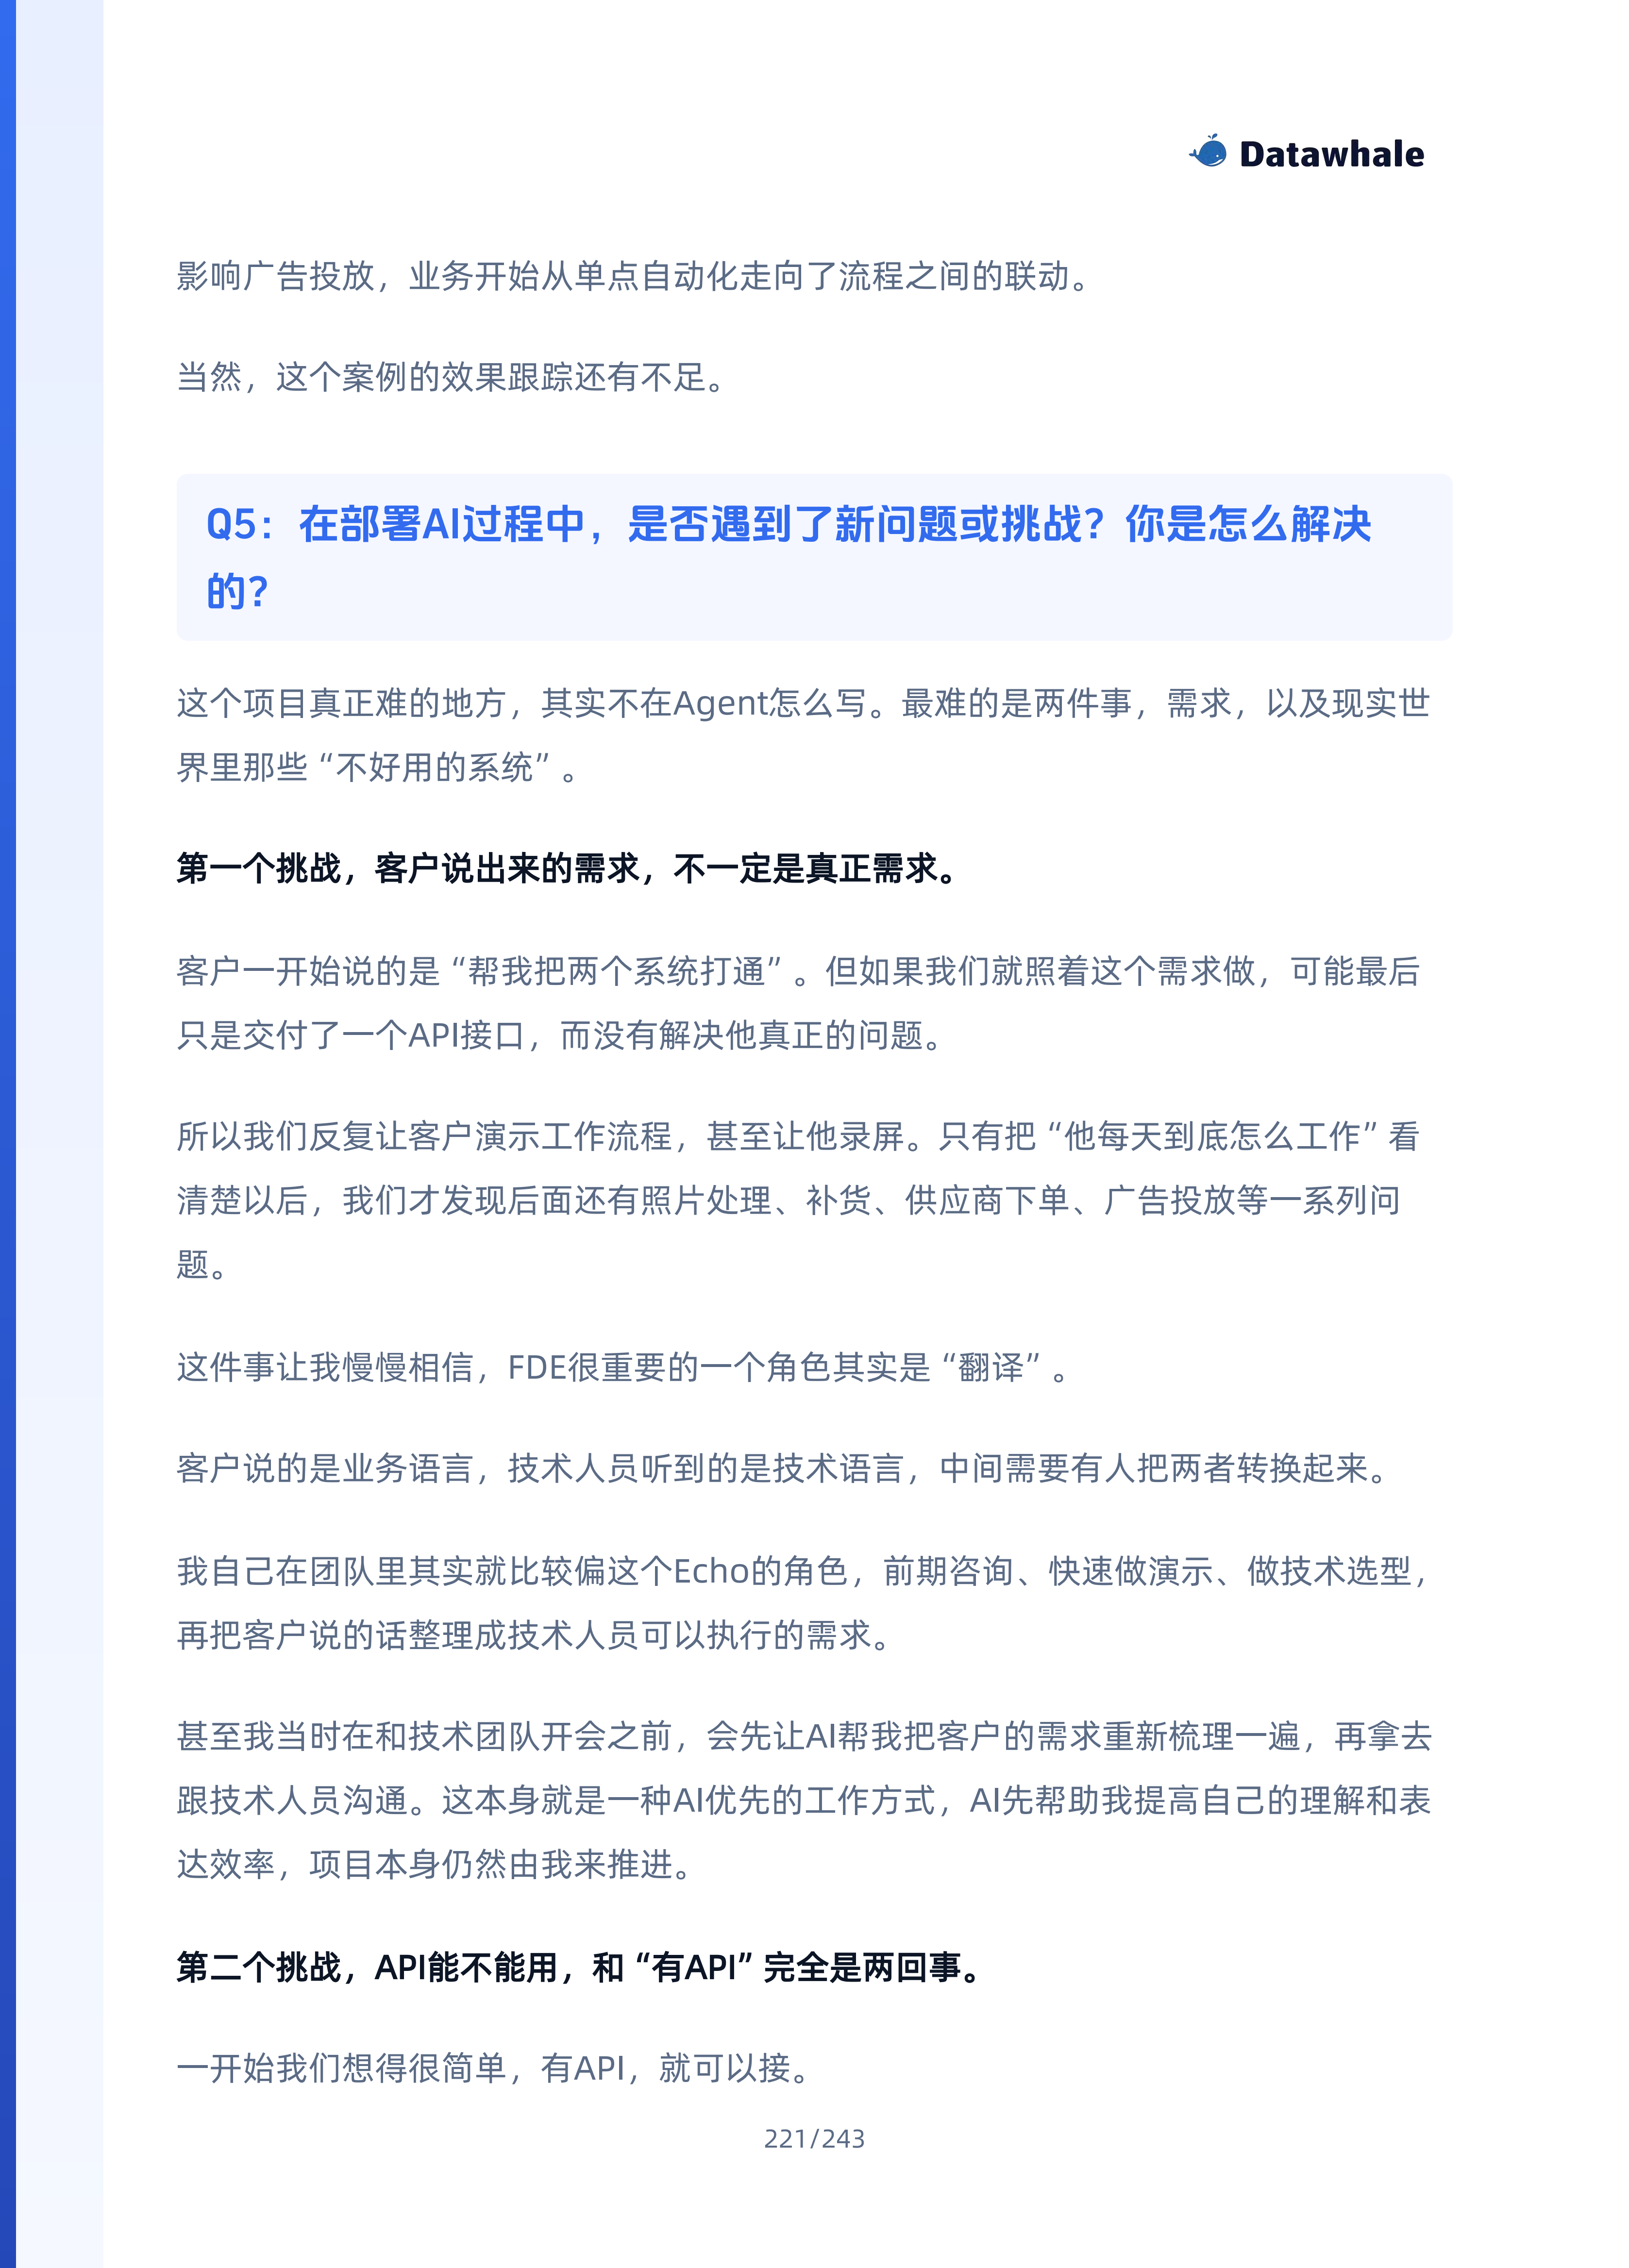 Datawhale
影响广告投放，业务开始从单点自动化走向了流程之间的联动。
当然，这个案例的效果跟踪还有不足。
Q5：在部署AI过程中，是否遇到了新问题或挑战？你是怎么解决
的？
这个项目真正难的地方，其实不在Agent怎么写。最难的是两件事，需求，以及现实世
界里那些“不好用的系统”。
第一个挑战，客户说出来的需求，不一定是真正需求。
客户一开始说的是“帮我把两个系统打通”。但如果我们就照着这个需求做，可能最后
只是交付了一个API接口，而没有解决他真正的问题。
所以我们反复让客户演示工作流程，甚至让他录屏。只有把“他每天到底怎么工作”看
清楚以后，我们才发现后面还有照片处理、补货、供应商下单、广告投放等一系列问
题。
这件事让我慢慢相信，FDE很重要的一个角色其实是“翻译”。
客户说的是业务语言，技术人员听到的是技术语言，中间需要有人把两者转换起来。
我自己在团队里其实就比较偏这个Echo的角色，前期咨询、快速做演示、做技术选型，
再把客户说的话整理成技术人员可以执行的需求。
甚至我当时在和技术团队开会之前，会先让AI帮我把客户的需求重新梳理一遍，再拿去
跟技术人员沟通。这本身就是一种AI优先的工作方式，AI先帮助我提高自己的理解和表
达效率，项目本身仍然由我来推进。
第二个挑战，API能不能用，和“有API”完全是两回事。
一开始我们想得很简单，有API，就可以接。
221/243